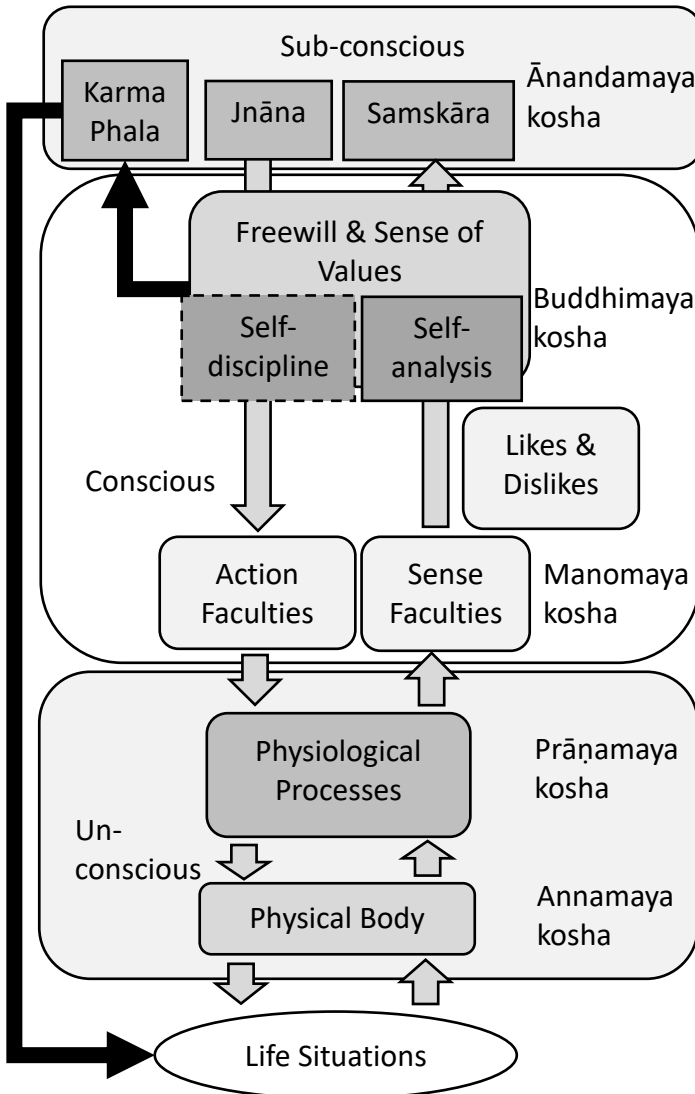 Sub-conscious
Karma
Phala
Jnāna
Samskāra
Ānandamaya
kosha
Freewill & Sense of
Values
Self-
discipline
Self-
analysis
Buddhimaya
kosha
Likes &
Dislikes
Conscious
Action
Faculties
Sense
Faculties
Manomaya
kosha
Physiological
Processes
Prāṇamaya
kosha
Un-
conscious
Physical Body
Annamaya
kosha
Life Situations